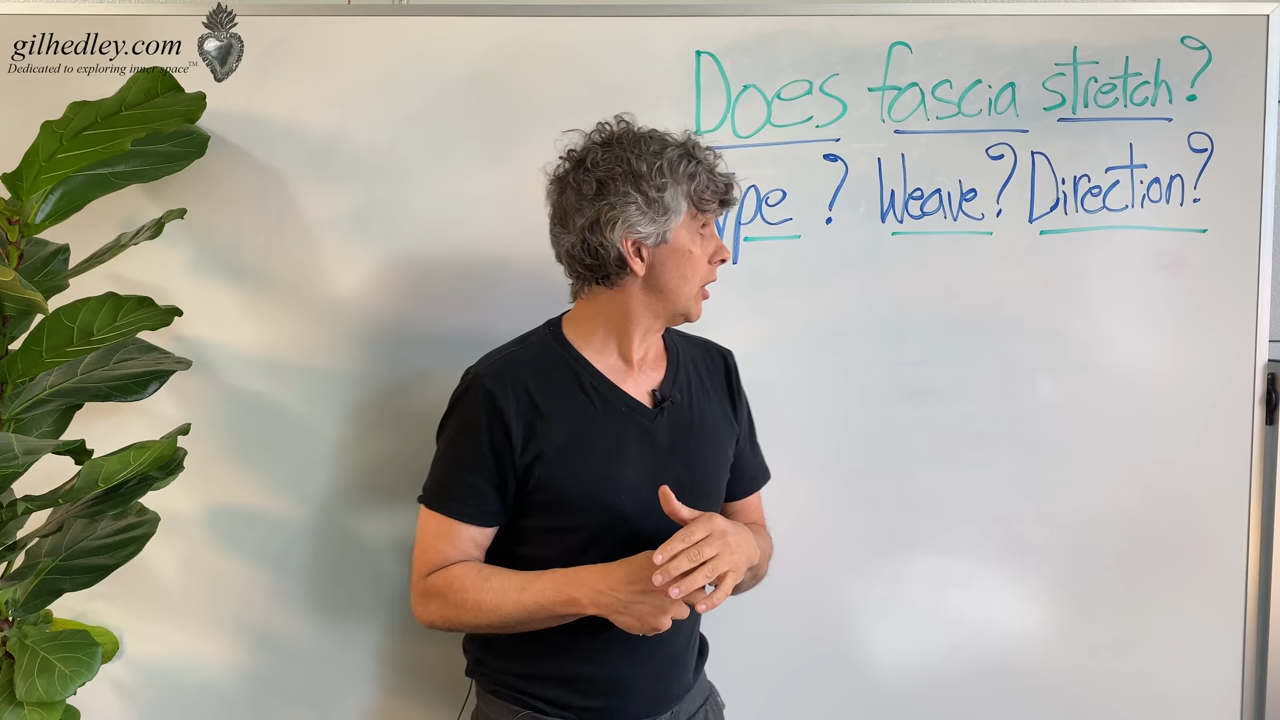 gilhedley.com
Dedicated to exploring inner space™
Does fascia stretch?
? Weave? Direction?